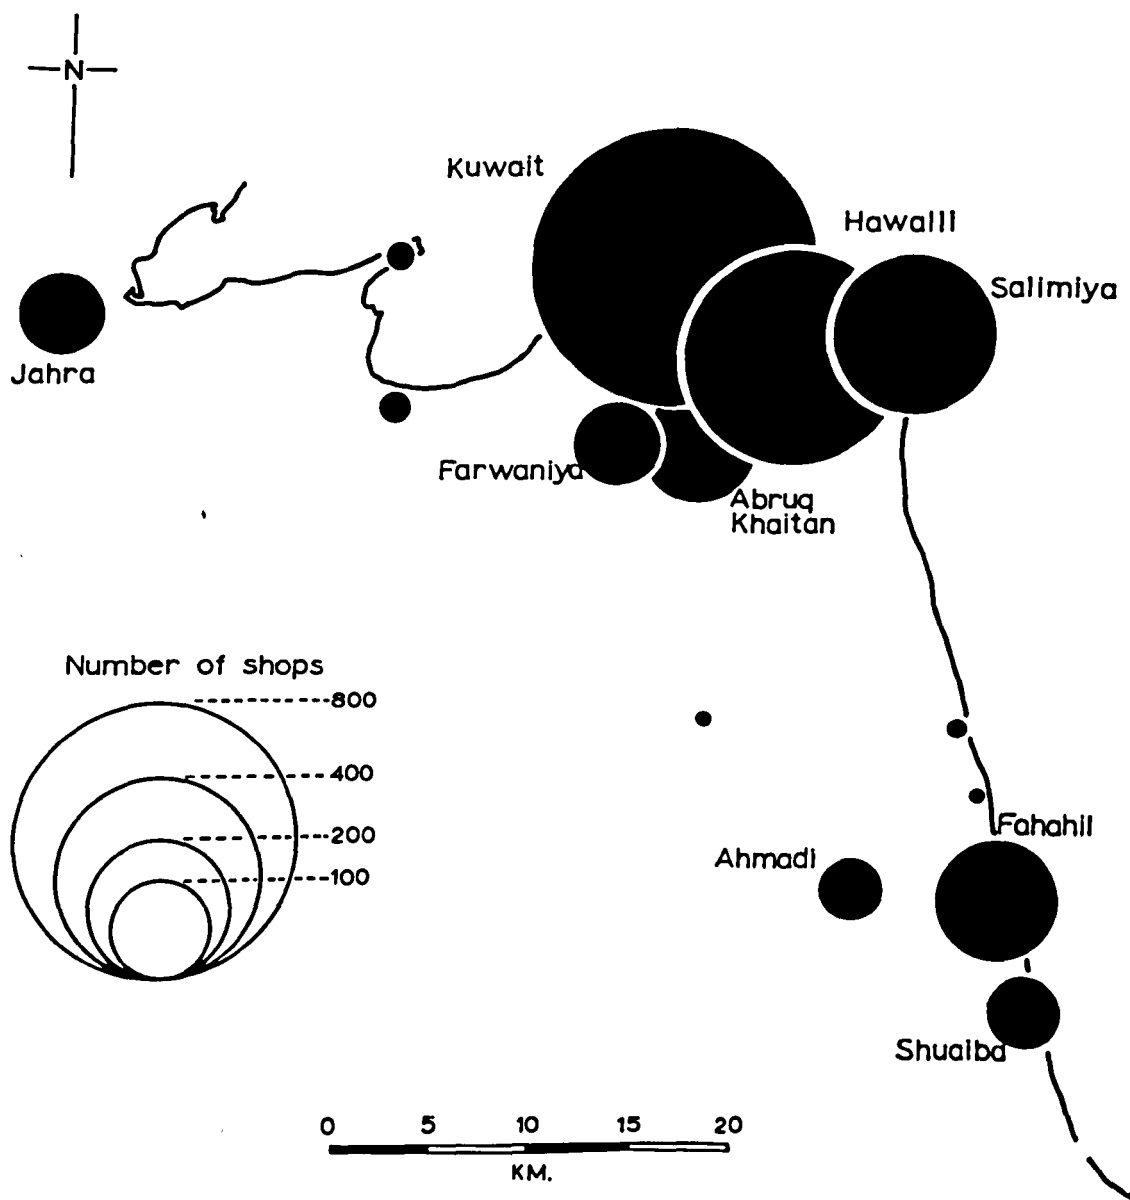 N
Kuwait
Hawalli
Salimiya
Jahra
Farwaniya
Abruq
Khaitan
Number of shops
800
400
200
100
Fahahil
Ahmadi
Shuaiba
0 5 10 15 20
KM.